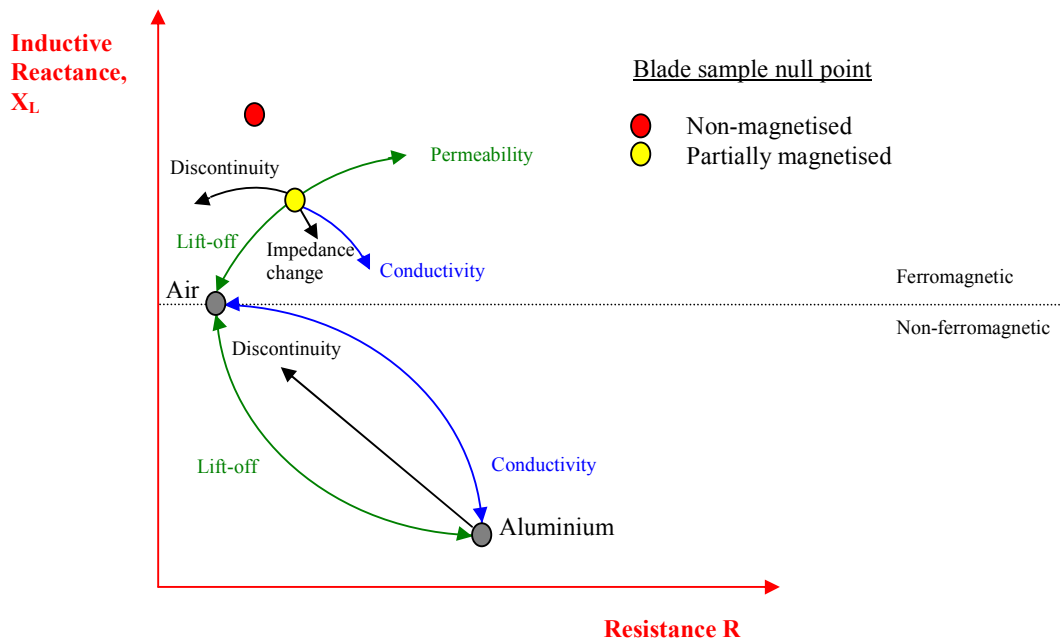 Inductive
Reactance,
X_L
Blade sample null point
Non-magnetised
Partially magnetised
Permeability
Discontinuity
Lift-off
Impedance
change
Conductivity
Air
Ferromagnetic
Non-ferromagnetic
Discontinuity
Lift-off
Conductivity
Aluminium
Resistance R